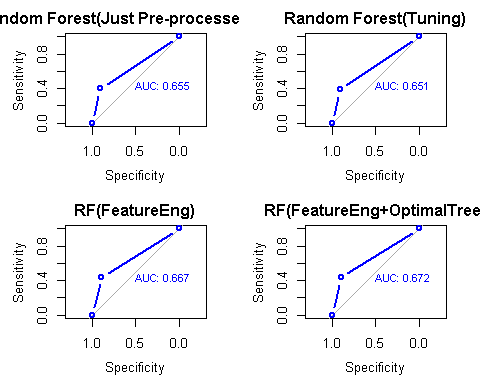 ndom Forest(Just Pre-processe
Random Forest(Tuning)
Sensitivity
0.0 0.4 0.8
AUC: 0.655
1.0 0.5 0.0
Specificity
Sensitivity
0.0 0.4 0.8
AUC: 0.651
1.0 0.5 0.0
Specificity
RF(FeatureEng)
RF(FeatureEng+OptimalTree
Sensitivity
0.0 0.4 0.8
AUC: 0.667
1.0 0.5 0.0
Specificity
Sensitivity
0.0 0.4 0.8
AUC: 0.672
1.0 0.5 0.0
Specificity